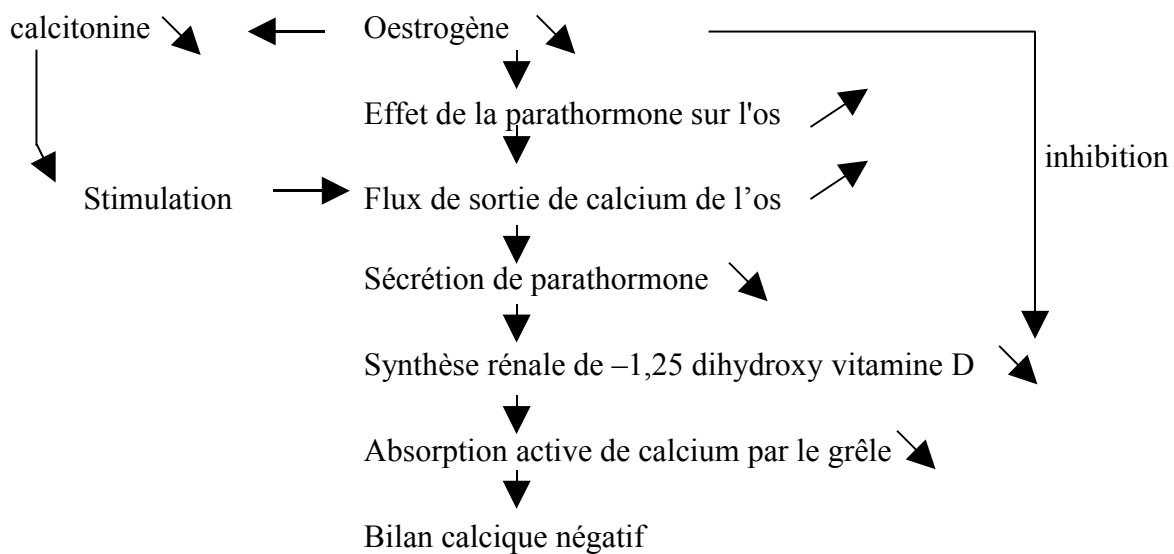 calcitonine Oestrogène
Effet de la parathormone sur l'os
inhibition
Stimulation Flux de sortie de calcium de l’os
Sécrétion de parathormone
Synthèse rénale de –1,25 dihydroxy vitamine D
Absorption active de calcium par le grêle
Bilan calcique négatif